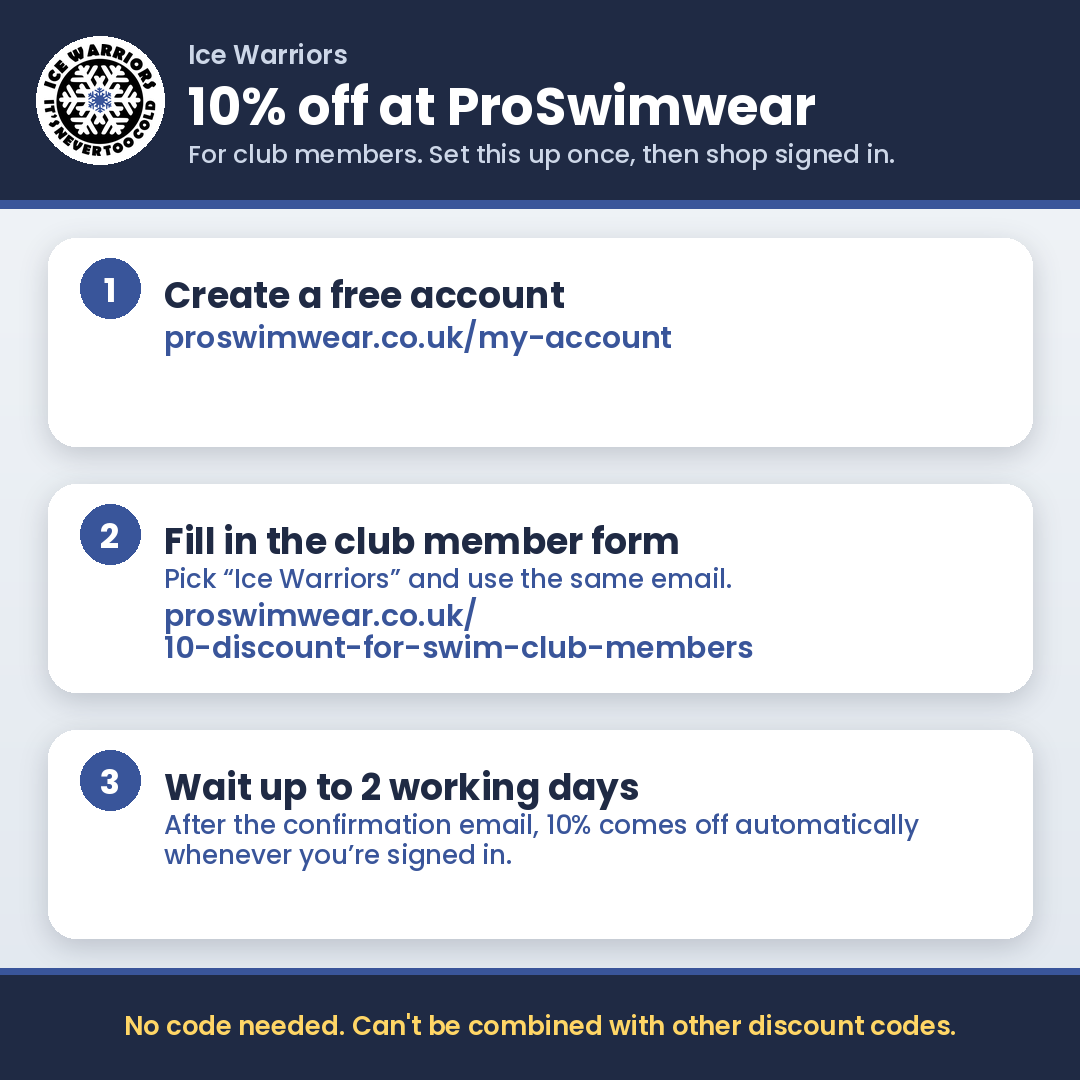 ICE WARRIORS
IT'S NEVER TOO COLD
Ice Warriors
10% off at ProSwimwear
For club members. Set this up once, then shop signed in.
1
Create a free account
proswimwear.co.uk/my-account
2
Fill in the club member form
Pick “Ice Warriors” and use the same email.
proswimwear.co.uk/
10-discount-for-swim-club-members
3
Wait up to 2 working days
After the confirmation email, 10% comes off automatically
whenever you’re signed in.
No code needed. Can't be combined with other discount codes.